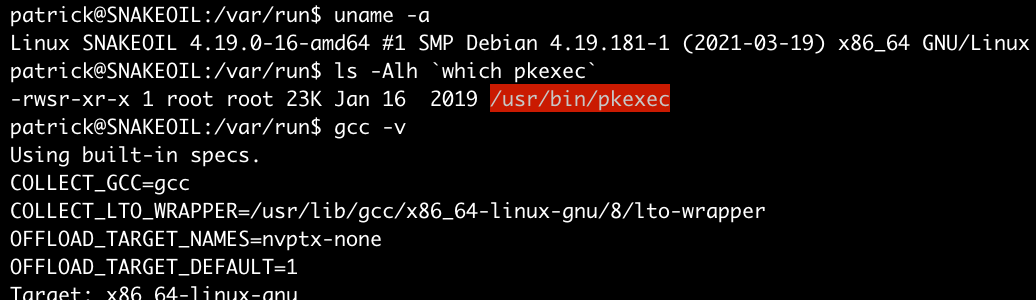 patrick@SNAKEOIL:/var/run$ uname -a
Linux SNAKEOIL 4.19.0-16-amd64 #1 SMP Debian 4.19.181-1 (2021-03-19) x86_64 GNU/Linux
patrick@SNAKEOIL:/var/run$ ls -Alh `which pkexec`
-rwsr-xr-x 1 root root 23K Jan 16  2019 /usr/bin/pkexec
patrick@SNAKEOIL:/var/run$ gcc -v
Using built-in specs.
COLLECT_GCC=gcc
COLLECT_LTO_WRAPPER=/usr/lib/gcc/x86_64-linux-gnu/8/lto-wrapper
OFFLOAD_TARGET_NAMES=nvptx-none
OFFLOAD_TARGET_DEFAULT=1
Target: x86_64-linux-gnu